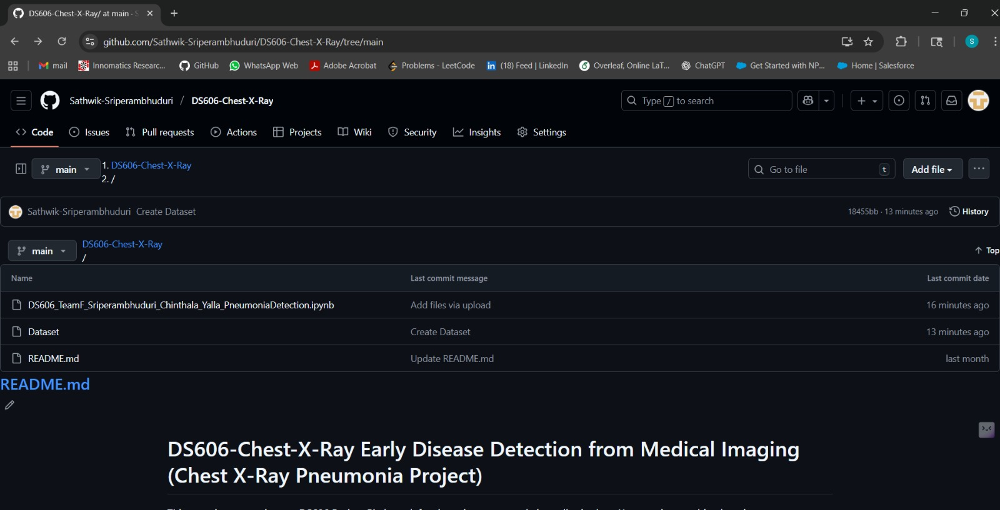 DS606-Chest-X-Ray/ at main · S
github.com/Sathwik-Sriperambhuduri/DS606-Chest-X-Ray/tree/main
S
mail Innomatics Researc... GitHub WhatsApp Web Adobe Acrobat Problems - LeetCode (18) Feed | LinkedIn Overleaf, Online LaT... ChatGPT Get Started with NP... Home | Salesforce
Sathwik-Sriperambhuduri / DS606-Chest-X-Ray
Type / to search
Code Issues Pull requests Actions Projects Wiki Security Insights Settings
main
1. DS606-Chest-X-Ray
2. /
Go to file t Add file
Sathwik-Sriperambhuduri Create Dataset 18455bb · 13 minutes ago History
main DS606-Chest-X-Ray
/
Top
Name Last commit message Last commit date
DS606_TeamF_Sriperambhuduri_Chinthala_Yalla_PneumoniaDetection.ipynb Add files via upload 16 minutes ago
Dataset Create Dataset 13 minutes ago
README.md Update README.md last month
README.md
DS606-Chest-X-Ray Early Disease Detection from Medical Imaging
(Chest X-Ray Pneumonia Project)